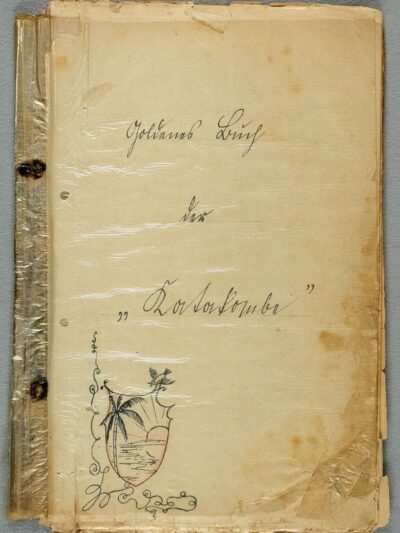 Goldenes Buch
der
„Katakombe”